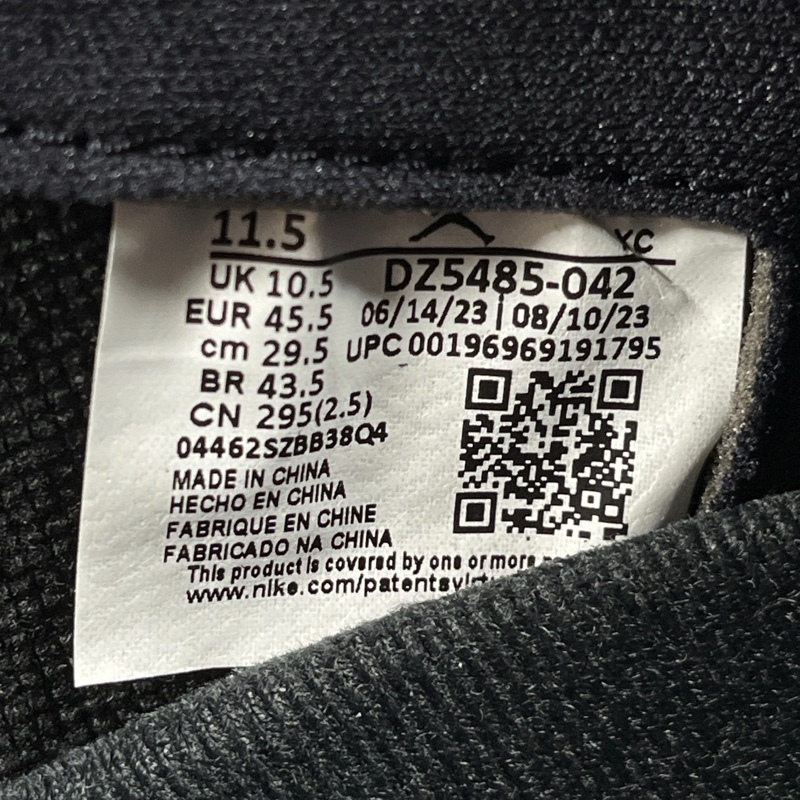 11.5
XC
UK 10.5 DZ5485-042
EUR 45.5 06/14/23 | 08/10/23
cm 29.5 UPC 00196969191795
BR 43.5
CN 295(2.5)
04462SZBB38Q4
MADE IN CHINA
HECHO EN CHINA
FABRIQUE EN CHINE
FABRICADO NA CHINA
This product is covered by one or more
www.nike.com/patents